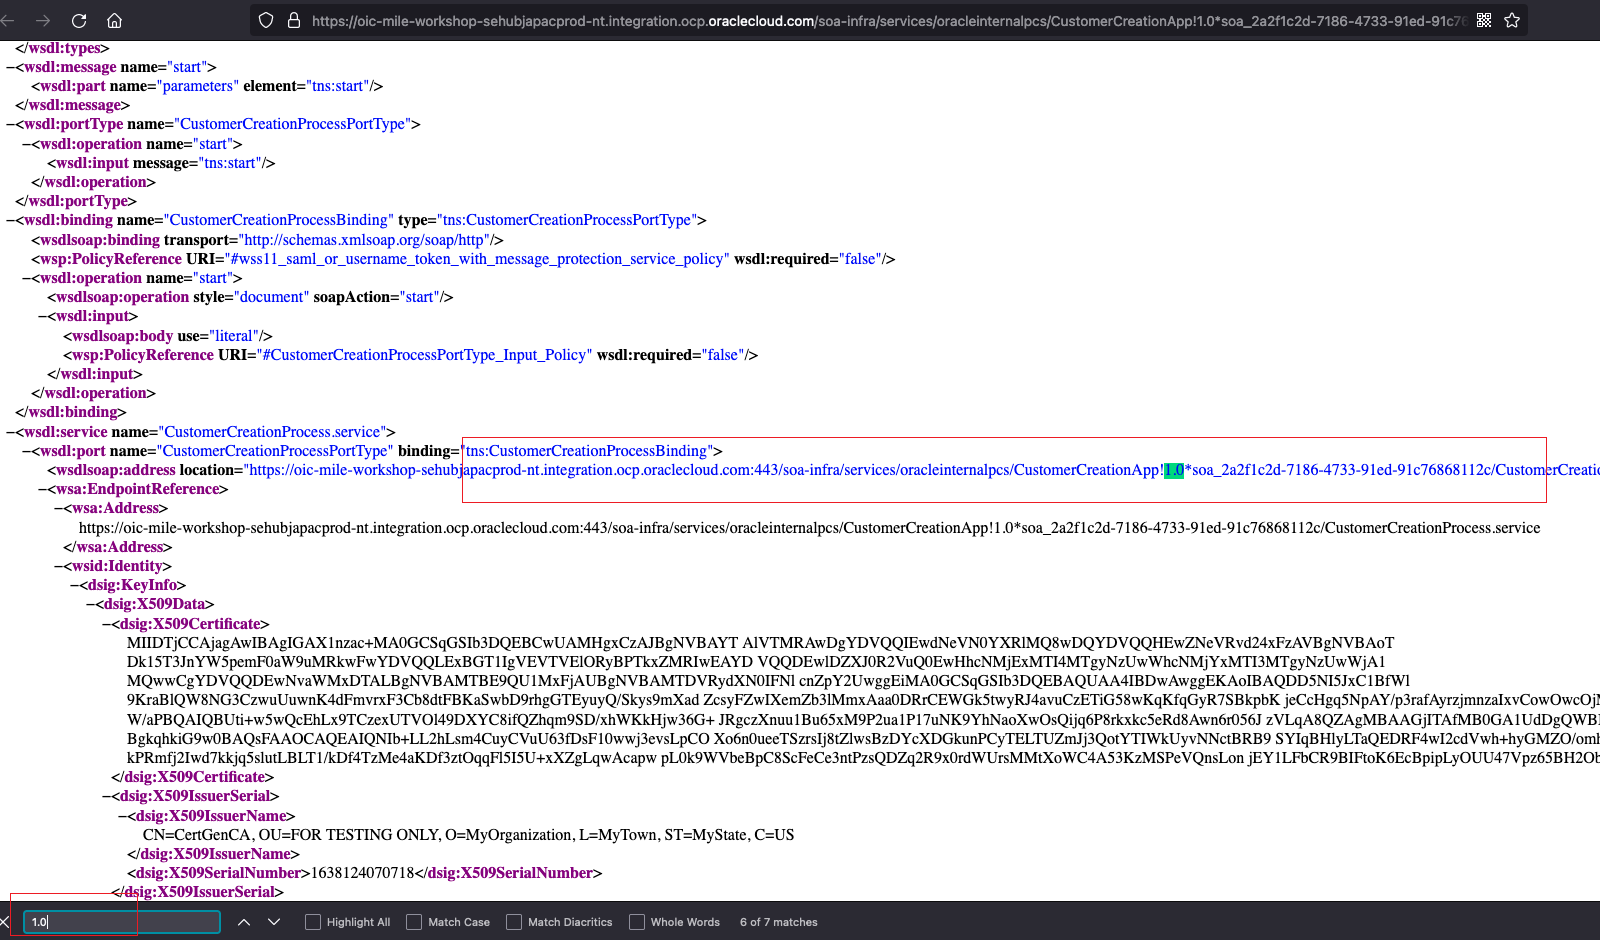 https://oic-mile-workshop-sehubjapacprod-nt.integration.ocp.oraclecloud.com/soa-infra/services/oracleinternalpcs/CustomerCreationApp!1.0*soa_2a2f1c2d-7186-4733-91ed-91c76
</wsdl:types>
–<wsdl:message name="start">
<wsdl:part name="parameters" element="tns:start"/>
</wsdl:message>
–<wsdl:portType name="CustomerCreationProcessPortType">
–<wsdl:operation name="start">
<wsdl:input message="tns:start"/>
</wsdl:operation>
</wsdl:portType>
–<wsdl:binding name="CustomerCreationProcessBinding" type="tns:CustomerCreationProcessPortType">
<wsdlsoap:binding transport="http://schemas.xmlsoap.org/soap/http"/>
<wsp:PolicyReference URI="#wss11_saml_or_username_token_with_message_protection_service_policy" wsdl:required="false"/>
–<wsdl:operation name="start">
<wsdlsoap:operation style="document" soapAction="start"/>
–<wsdl:input>
<wsdlsoap:body use="literal"/>
<wsp:PolicyReference URI="#CustomerCreationProcessPortType_Input_Policy" wsdl:required="false"/>
</wsdl:input>
</wsdl:operation>
</wsdl:binding>
–<wsdl:service name="CustomerCreationProcess.service">
–<wsdl:port name="CustomerCreationProcessPortType" binding="tns:CustomerCreationProcessBinding">
<wsdlsoap:address location="https://oic-mile-workshop-sehubjapacprod-nt.integration.ocp.oraclecloud.com:443/soa-infra/services/oracleinternalpcs/CustomerCreationApp!1.0*soa_2a2f1c2d-7186-4733-91ed-91c76868112c/CustomerCreatio
–<wsa:EndpointReference>
–<wsa:Address>
https://oic-mile-workshop-sehubjapacprod-nt.integration.ocp.oraclecloud.com:443/soa-infra/services/oracleinternalpcs/CustomerCreationApp!1.0*soa_2a2f1c2d-7186-4733-91ed-91c76868112c/CustomerCreationProcess.service
</wsa:Address>
–<wsid:Identity>
–<dsig:KeyInfo>
–<dsig:X509Data>
–<dsig:X509Certificate>
MIIDTjCCAjagAwIBAgIGAX1nzac+MA0GCSqGSIb3DQEBCwUAMHgxCzAJBgNVBAYT AlVTMRAwDgYDVQQIEwdNeVN0YXRlMQ8wDQYDVQQHEwZNeVRvd24xFzAVBgNVBAoT
Dk15T3JnYW5pemF0aW9uMRkwFwYDVQQLExBGT1IgVEVTVElORyBPTkxZMRIwEAYD VQQDEwlDZXJ0R2VuQ0EwHhcNMjExMTI4MTgyNzUwWhcNMjYxMTI3MTgyNzUwWjA1
MQwwCgYDVQQDEwNvaWMxDTALBgNVBAMTBE9QU1MxFjAUBgNVBAMTDVRydXN0IFNl cnZpY2UwggEiMA0GCSqGSIb3DQEBAQUAA4IBDwAwggEKAoIBAQDD5NI5JxC1BfWl
9KraBlQW8NG3CzwuUuwnK4dFmvrxF3Cb8dtFBKaSwbD9rhgGTEyuyQ/Skys9mXad ZcsyFZwIXemZb3lMmxAaa0DRrCEWGk5twyRJ4avuCzETiG58wKqKfqGyR7SBkpbK jeCcHgq5NpAY/p3rafAyrzjmnzaIxvCowOwcOjM
W/aPBQAIQBUti+w5wQcEhLx9TCzexUTVOl49DXYC8ifQZhqm9SD/xhWKkHjw36G+ JRgczXnuu1Bu65xM9P2ua1P17uNK9YhNaoXwOsQijq6P8rkxkc5eRd8Awn6r056J zVLqA8QZAgMBAAGjITAfMB0GA1UdDgQWB
BgkqhkiG9w0BAQsFAAOCAQEAIQNIb+LL2hLsm4CuyCVuU63fDsF10wwj3evsLpCO Xo6n0ueeTSzrsIj8tZlwsBzDYcXDGkunPCyTELTUZmJj3QotYTIWkUyvNNctBRB9 SYIqBHlyLTaQEDRF4wI2cdVwh+hyGMZO/omh
kPRmfj2Iwd7kkjq5slutLBLT1/kDf4TzMe4aKDf3ztOqqFl5I5U+xXZgLqwAcapw pL0k9WVbeBpC8ScFeCe3ntPzsQDZq2R9x0rdWUrsMMtXoWC4A53KzMSPeVQnsLon jEY1LFbCR9BIFtoK6EcBpipLyOUU47Vpz65BH2Ob
</dsig:X509Certificate>
–<dsig:X509IssuerSerial>
–<dsig:X509IssuerName>
CN=CertGenCA, OU=FOR TESTING ONLY, O=MyOrganization, L=MyTown, ST=MyState, C=US
</dsig:X509IssuerName>
<dsig:X509SerialNumber>1638124070718</dsig:X509SerialNumber>
</dsig:X509IssuerSerial>
1.0 Highlight All Match Case Match Diacritics Whole Words 6 of 7 matches